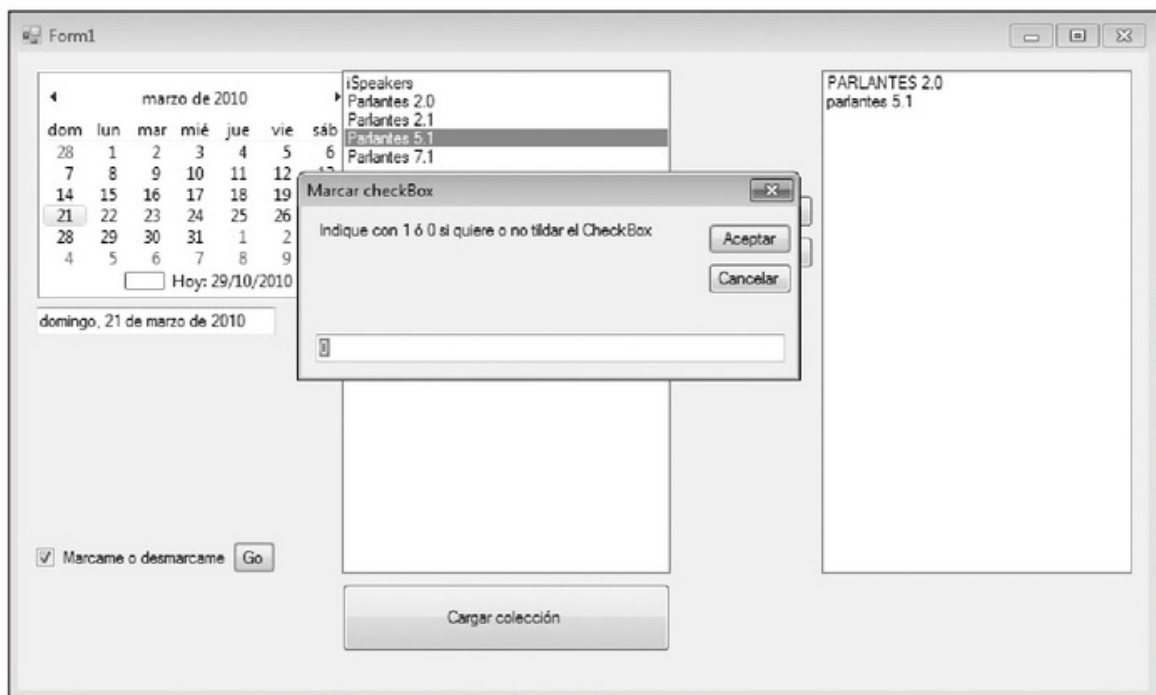 Form1
marzo de 2010
dom lun mar mié jue vie sáb
28 1 2 3 4 5 6
7 8 9 10 11 12
14 15 16 17 18 19
21 22 23 24 25 26
28 29 30 31 1 2
4 5 6 7 8 9
Hoy: 29/10/2010
domingo, 21 de marzo de 2010
Marcame o desmarcame Go
iSpeakers
Parlantes 2.0
Parlantes 2.1
Parlantes 5.1
Parlantes 7.1
Marcar checkBox
Indique con 1 ó 0 si quiere o no tildar el CheckBox
Aceptar
Cancelar
Cargar colección
PARLANTES 2.0
parlantes 5.1